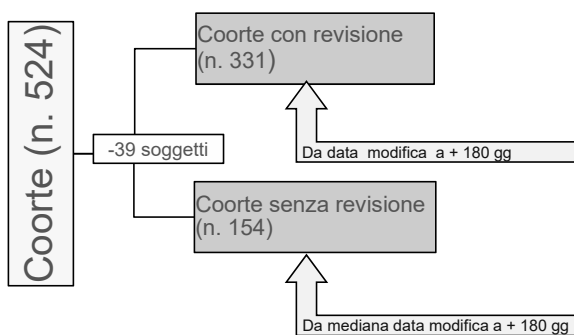 Coorte (n. 524)
-39 soggetti
Coorte con revisione
(n. 331)
Da data modifica a + 180 gg
Coorte senza revisione
(n. 154)
Da mediana data modifica a + 180 gg